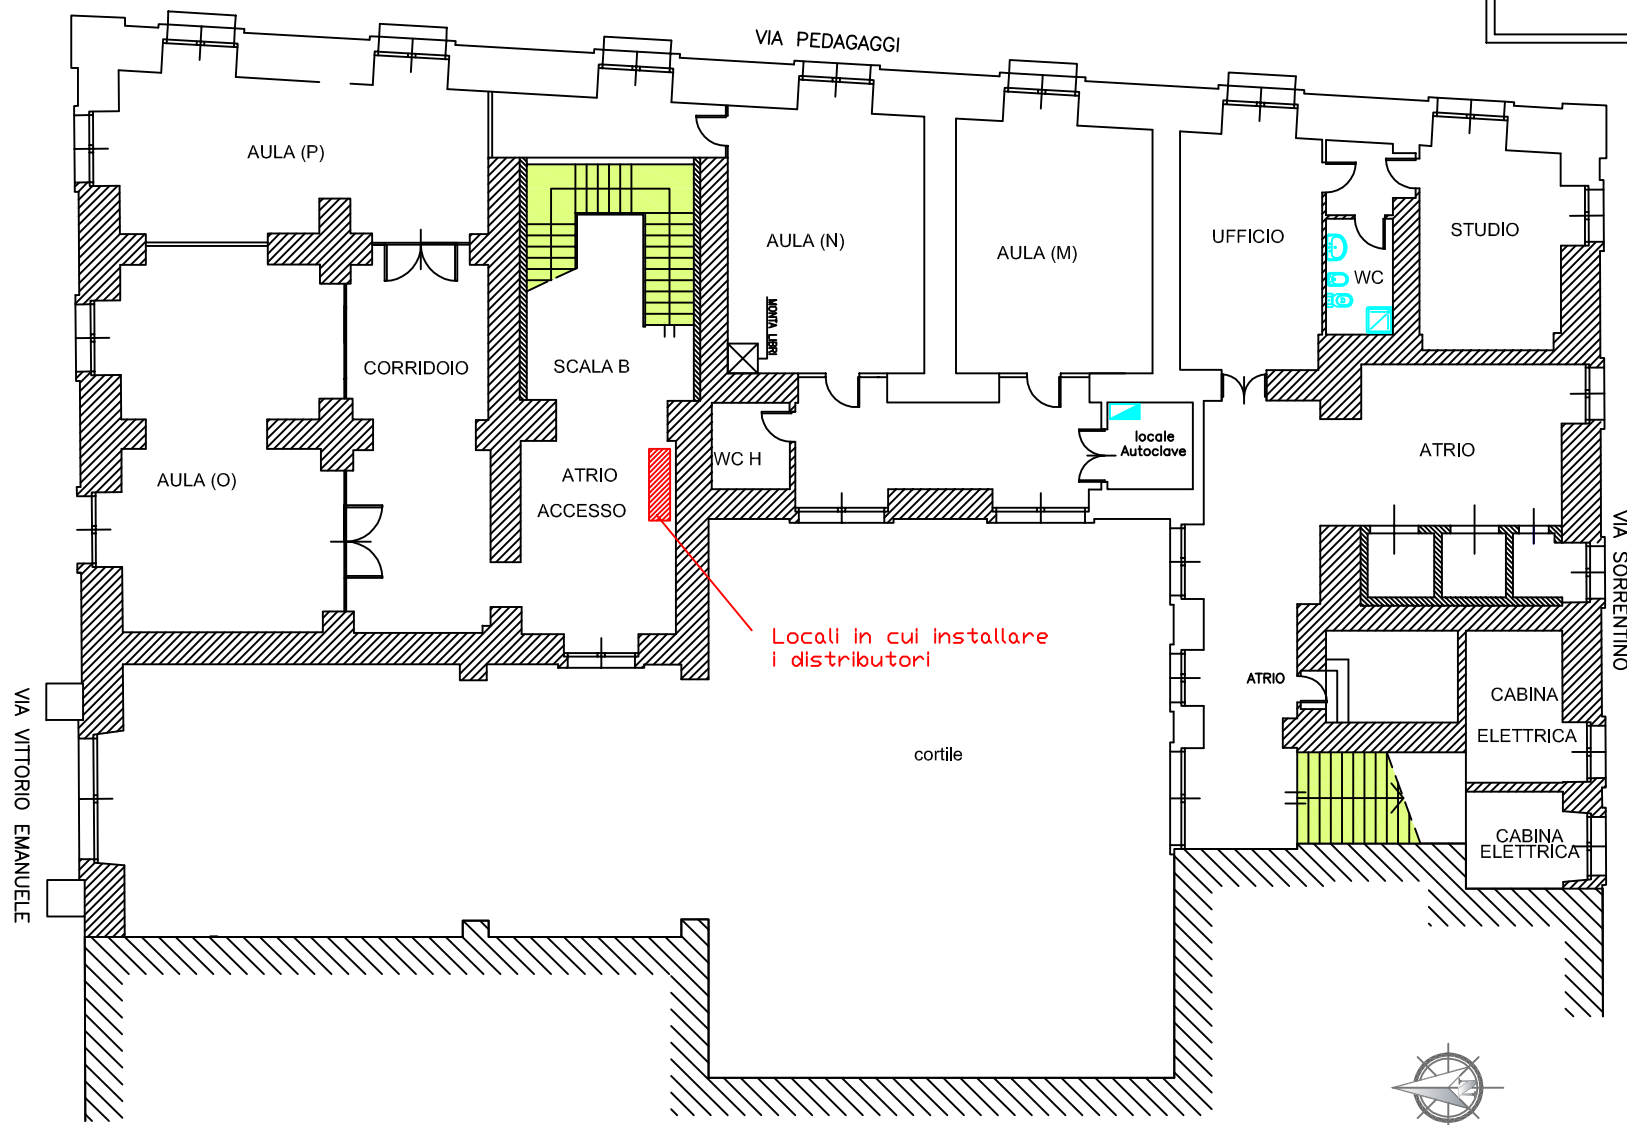 VIA PEDAGAGGI
AULA (P)
AULA (N)
AULA (M)
UFFICIO
STUDIO
WC
MONTA LIBRI
CORRIDOIO
SCALA B
locale
Autoclave
WC H
ATRIO
ATRIO
ACCESSO
AULA (O)
VIA SORRENTINO
Locali in cui installare
i distributori
ATRIO
CABINA
ELETTRICA
cortile
VIA VITTORIO EMANUELE
CABINA
ELETTRICA